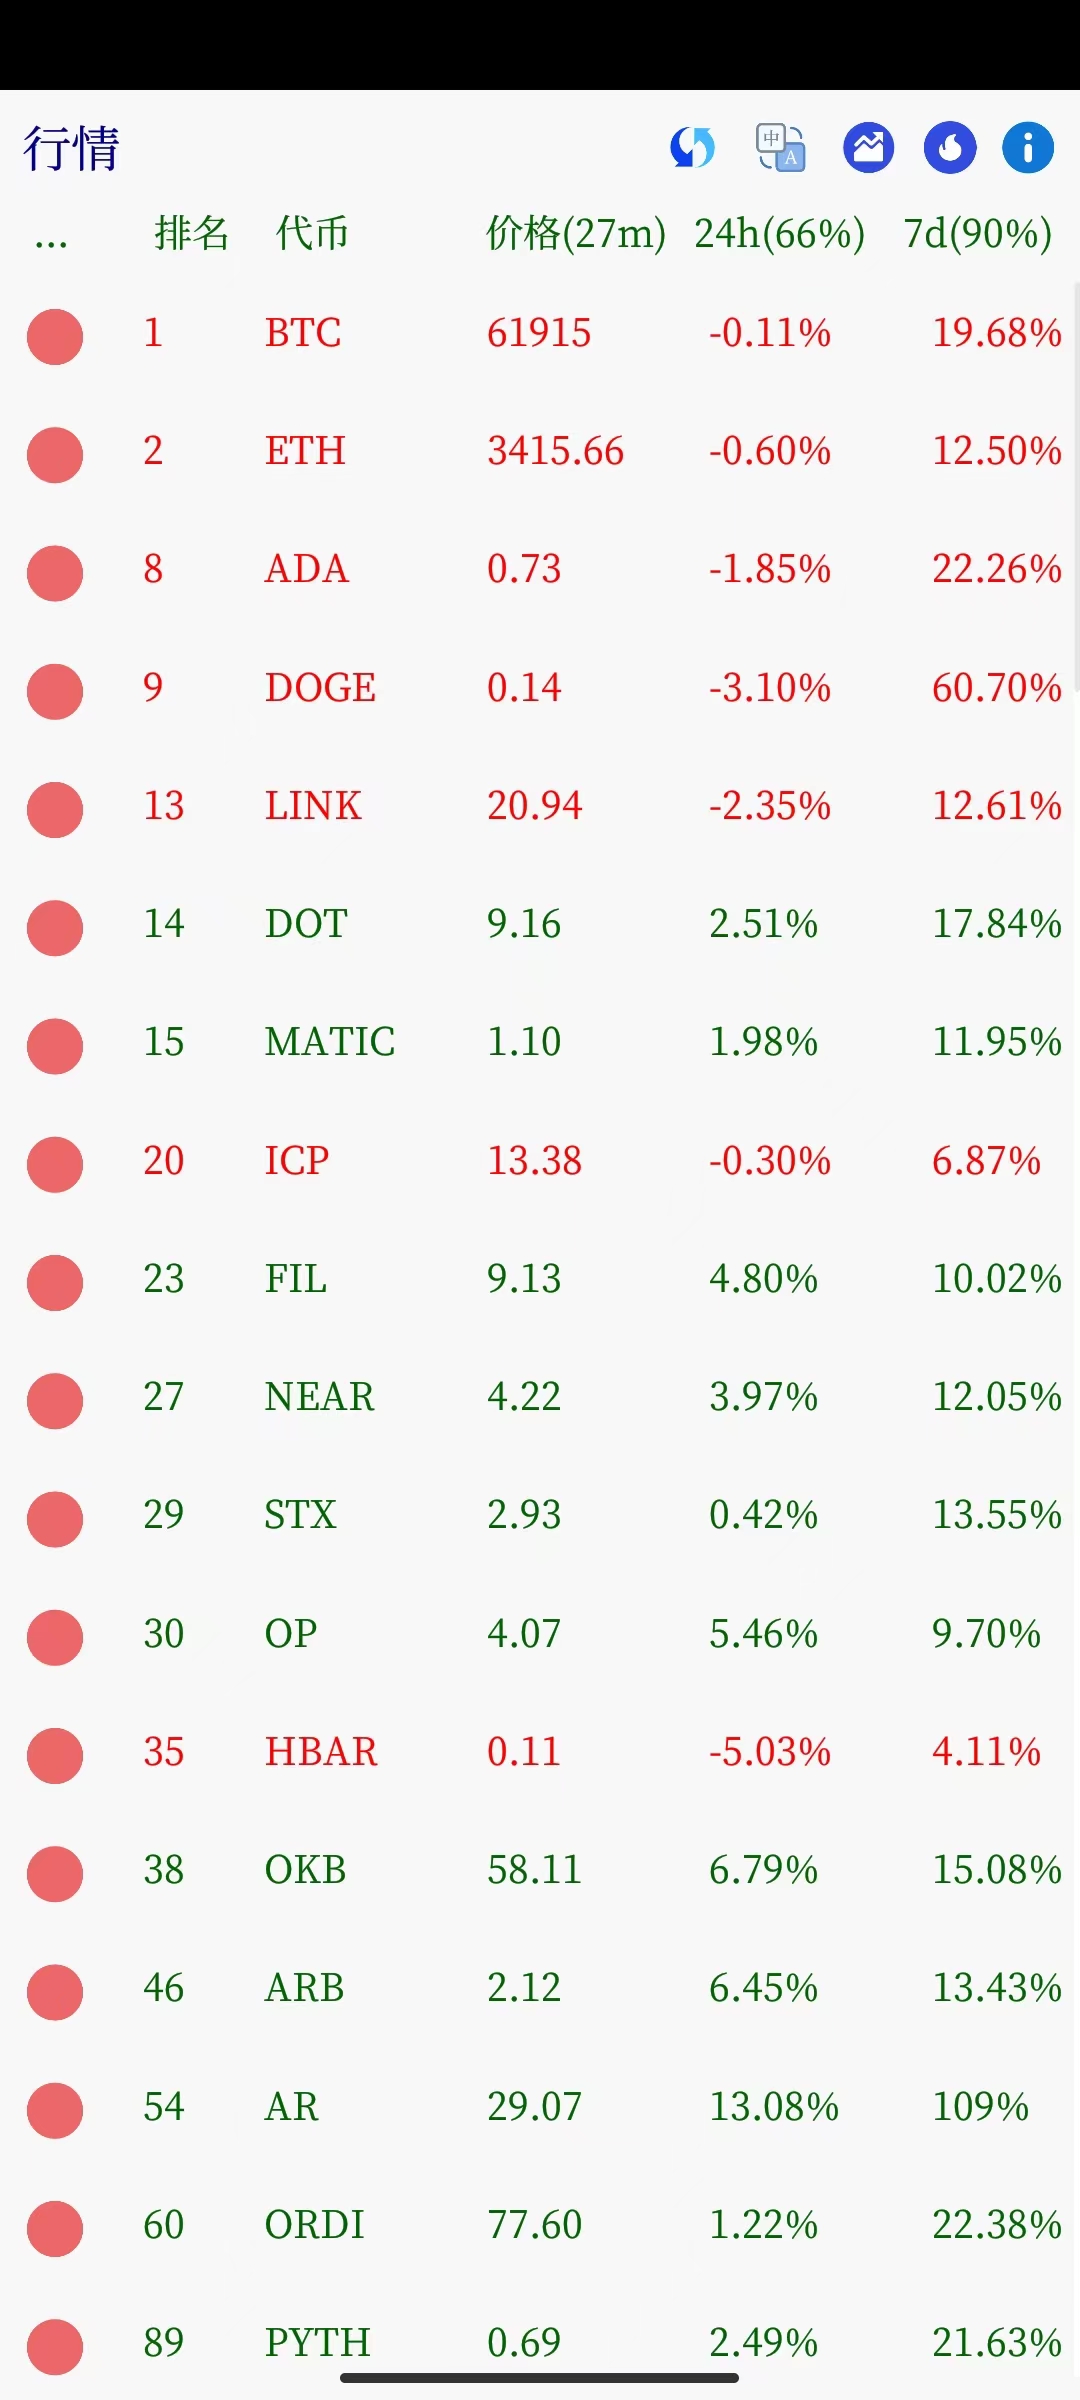 行情
中 A
... 排名 代币 价格(27m) 24h(66%) 7d(90%)
1 BTC 61915 -0.11% 19.68%
2 ETH 3415.66 -0.60% 12.50%
8 ADA 0.73 -1.85% 22.26%
9 DOGE 0.14 -3.10% 60.70%
13 LINK 20.94 -2.35% 12.61%
14 DOT 9.16 2.51% 17.84%
15 MATIC 1.10 1.98% 11.95%
20 ICP 13.38 -0.30% 6.87%
23 FIL 9.13 4.80% 10.02%
27 NEAR 4.22 3.97% 12.05%
29 STX 2.93 0.42% 13.55%
30 OP 4.07 5.46% 9.70%
35 HBAR 0.11 -5.03% 4.11%
38 OKB 58.11 6.79% 15.08%
46 ARB 2.12 6.45% 13.43%
54 AR 29.07 13.08% 109%
60 ORDI 77.60 1.22% 22.38%
89 PYTH 0.69 2.49% 21.63%